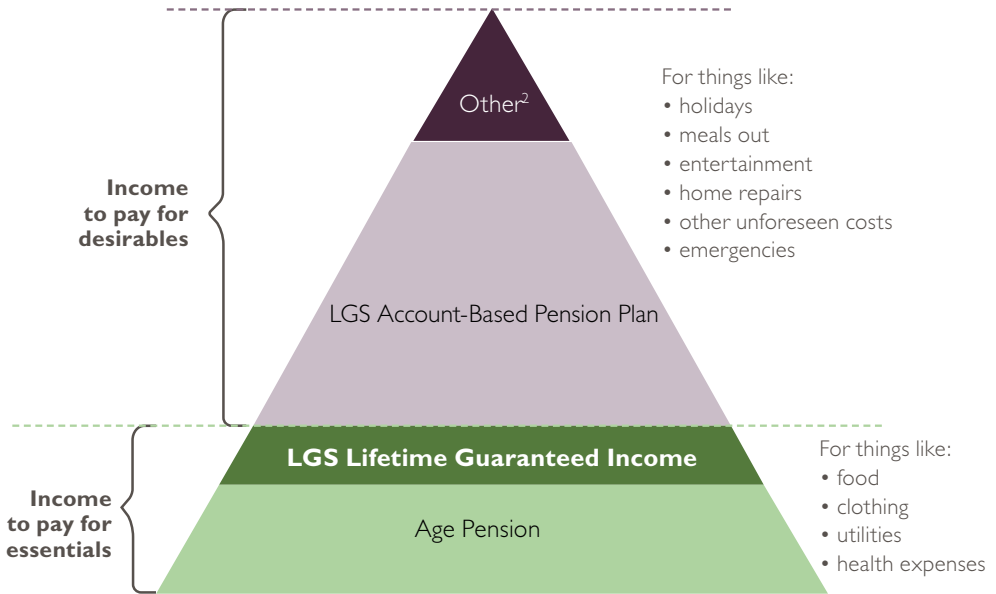 Other²
For things like:
• holidays
• meals out
• entertainment
• home repairs
• other unforeseen costs
• emergencies
Income
to pay for
desirables
LGS Account-Based Pension Plan
LGS Lifetime Guaranteed Income
Age Pension
Income
to pay for
essentials
For things like:
• food
• clothing
• utilities
• health expenses